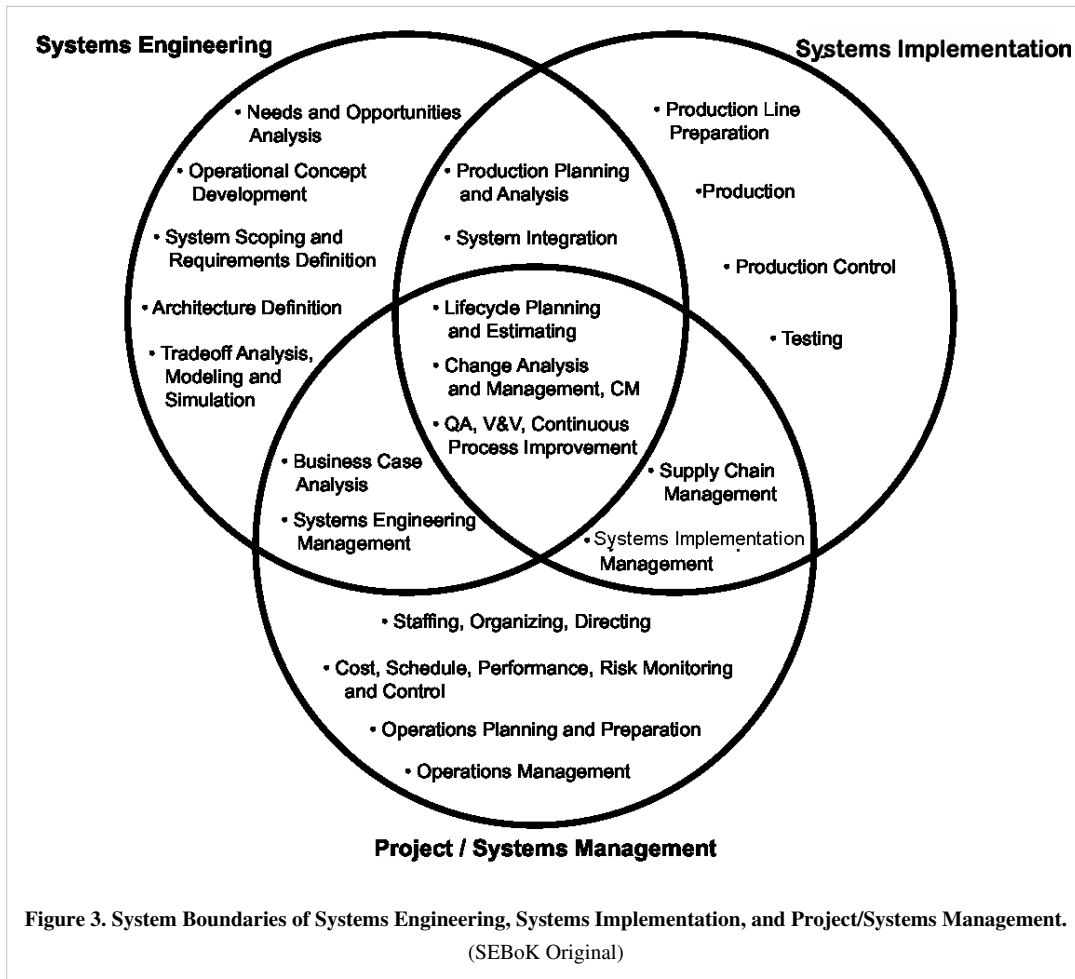 Systems Engineering
Systems Implementation
• Needs and Opportunities
Analysis
• Operational Concept
Development
• System Scoping and
Requirements Definition
• Architecture Definition
• Tradeoff Analysis,
Modeling and
Simulation
• Production Planning
and Analysis
• System Integration
• Production Line
Preparation
• Production
• Production Control
• Testing
• Lifecycle Planning
and Estimating
• Change Analysis
and Management, CM
• QA, V&V, Continuous
Process Improvement
• Business Case
Analysis
• Systems Engineering
Management
• Supply Chain
Management
• Systems Implementation
Management
• Staffing, Organizing, Directing
• Cost, Schedule, Performance, Risk Monitoring
and Control
• Operations Planning and Preparation
• Operations Management
Project / Systems Management
Figure 3. System Boundaries of Systems Engineering, Systems Implementation, and Project/Systems Management.
(SEBoK Original)